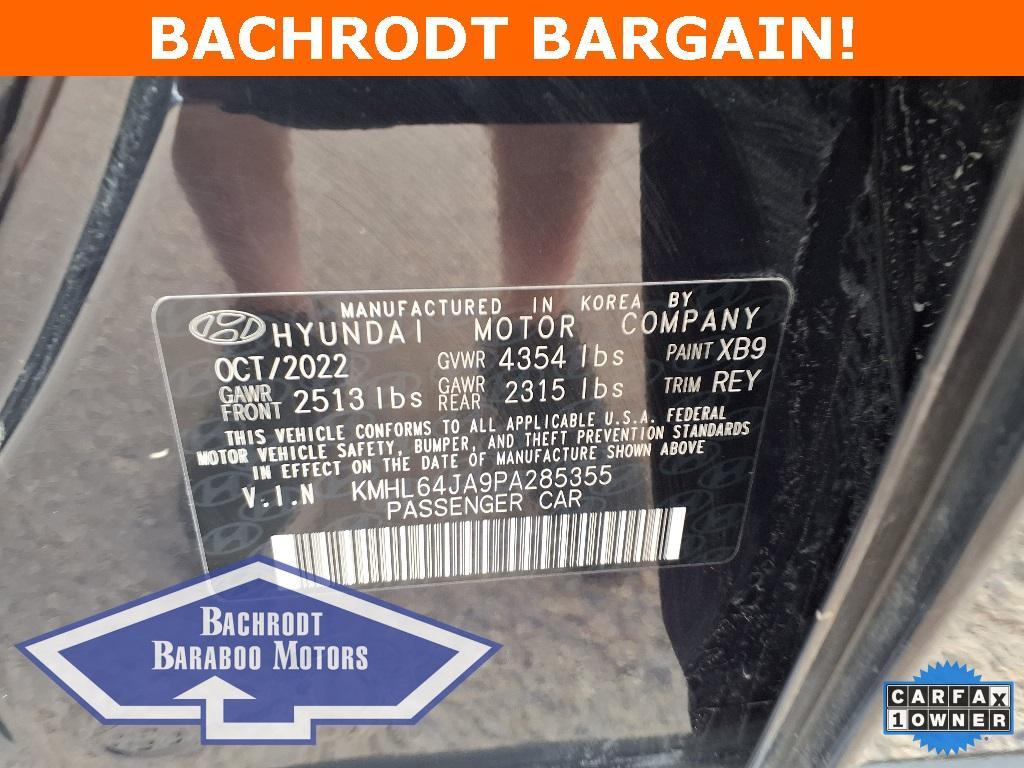 BACHRODT BARGAIN!
MANUFACTURED IN KOREA BY
HYUNDAI MOTOR COMPANY
OCT/2022 GVWR 4354 lbs PAINT XB9
GAWR FRONT 2513 lbs GAWR REAR 2315 lbs TRIM REY
THIS VEHICLE CONFORMS TO ALL APPLICABLE U.S.A. FEDERAL
MOTOR VEHICLE SAFETY, BUMPER, AND THEFT PREVENTION STANDARDS
IN EFFECT ON THE DATE OF MANUFACTURE SHOWN ABOVE
V.I.N KMHL64JA9PA285355
PASSENGER CAR
BACHRODT
BARABOO MOTORS
CARFAX
1 OWNER